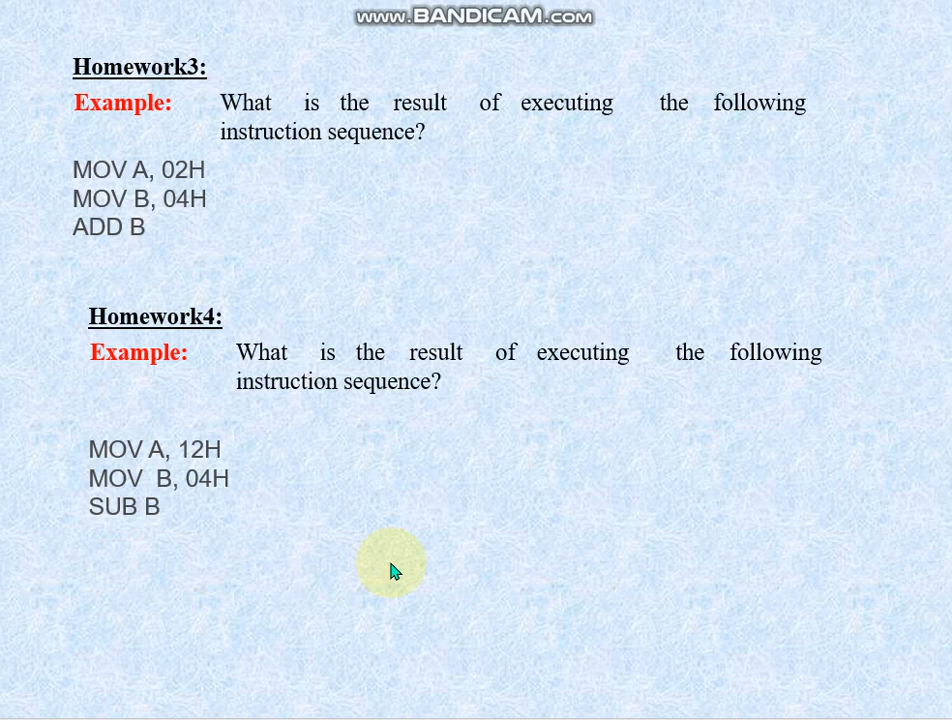 www.BANDICAM.com
Homework3:
Example: What is the result of executing the following
instruction sequence?
MOV A, 02H
MOV B, 04H
ADD B
Homework4:
Example: What is the result of executing the following
instruction sequence?
MOV A, 12H
MOV B, 04H
SUB B